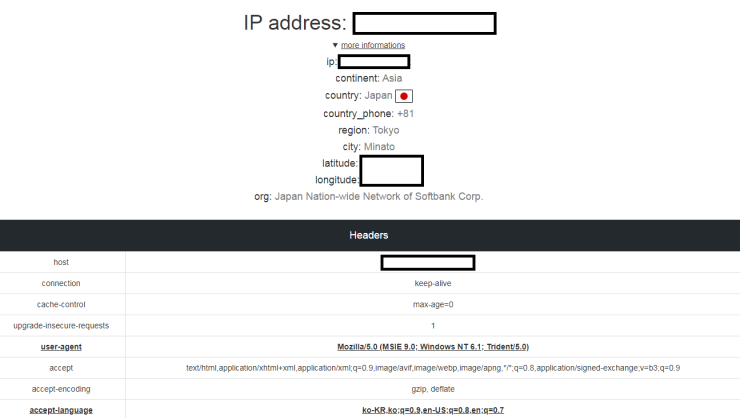 IP address:
▼ more informations
ip:
continent: Asia
country: Japan
country_phone: +81
region: Tokyo
city: Minato
latitude:
longitude:
org: Japan Nation-wide Network of Softbank Corp.
Headers
host
connection keep-alive
cache-control max-age=0
upgrade-insecure-requests 1
user-agent Mozilla/5.0 (MSIE 9.0; Windows NT 6.1; Trident/5.0)
accept text/html,application/xhtml+xml,application/xml;q=0.9,image/avif,image/webp,image/apng,*/*;q=0.8,application/signed-exchange;v=b3;q=0.9
accept-encoding gzip, deflate
accept-language ko-KR,ko;q=0.9,en-US;q=0.8,en;q=0.7